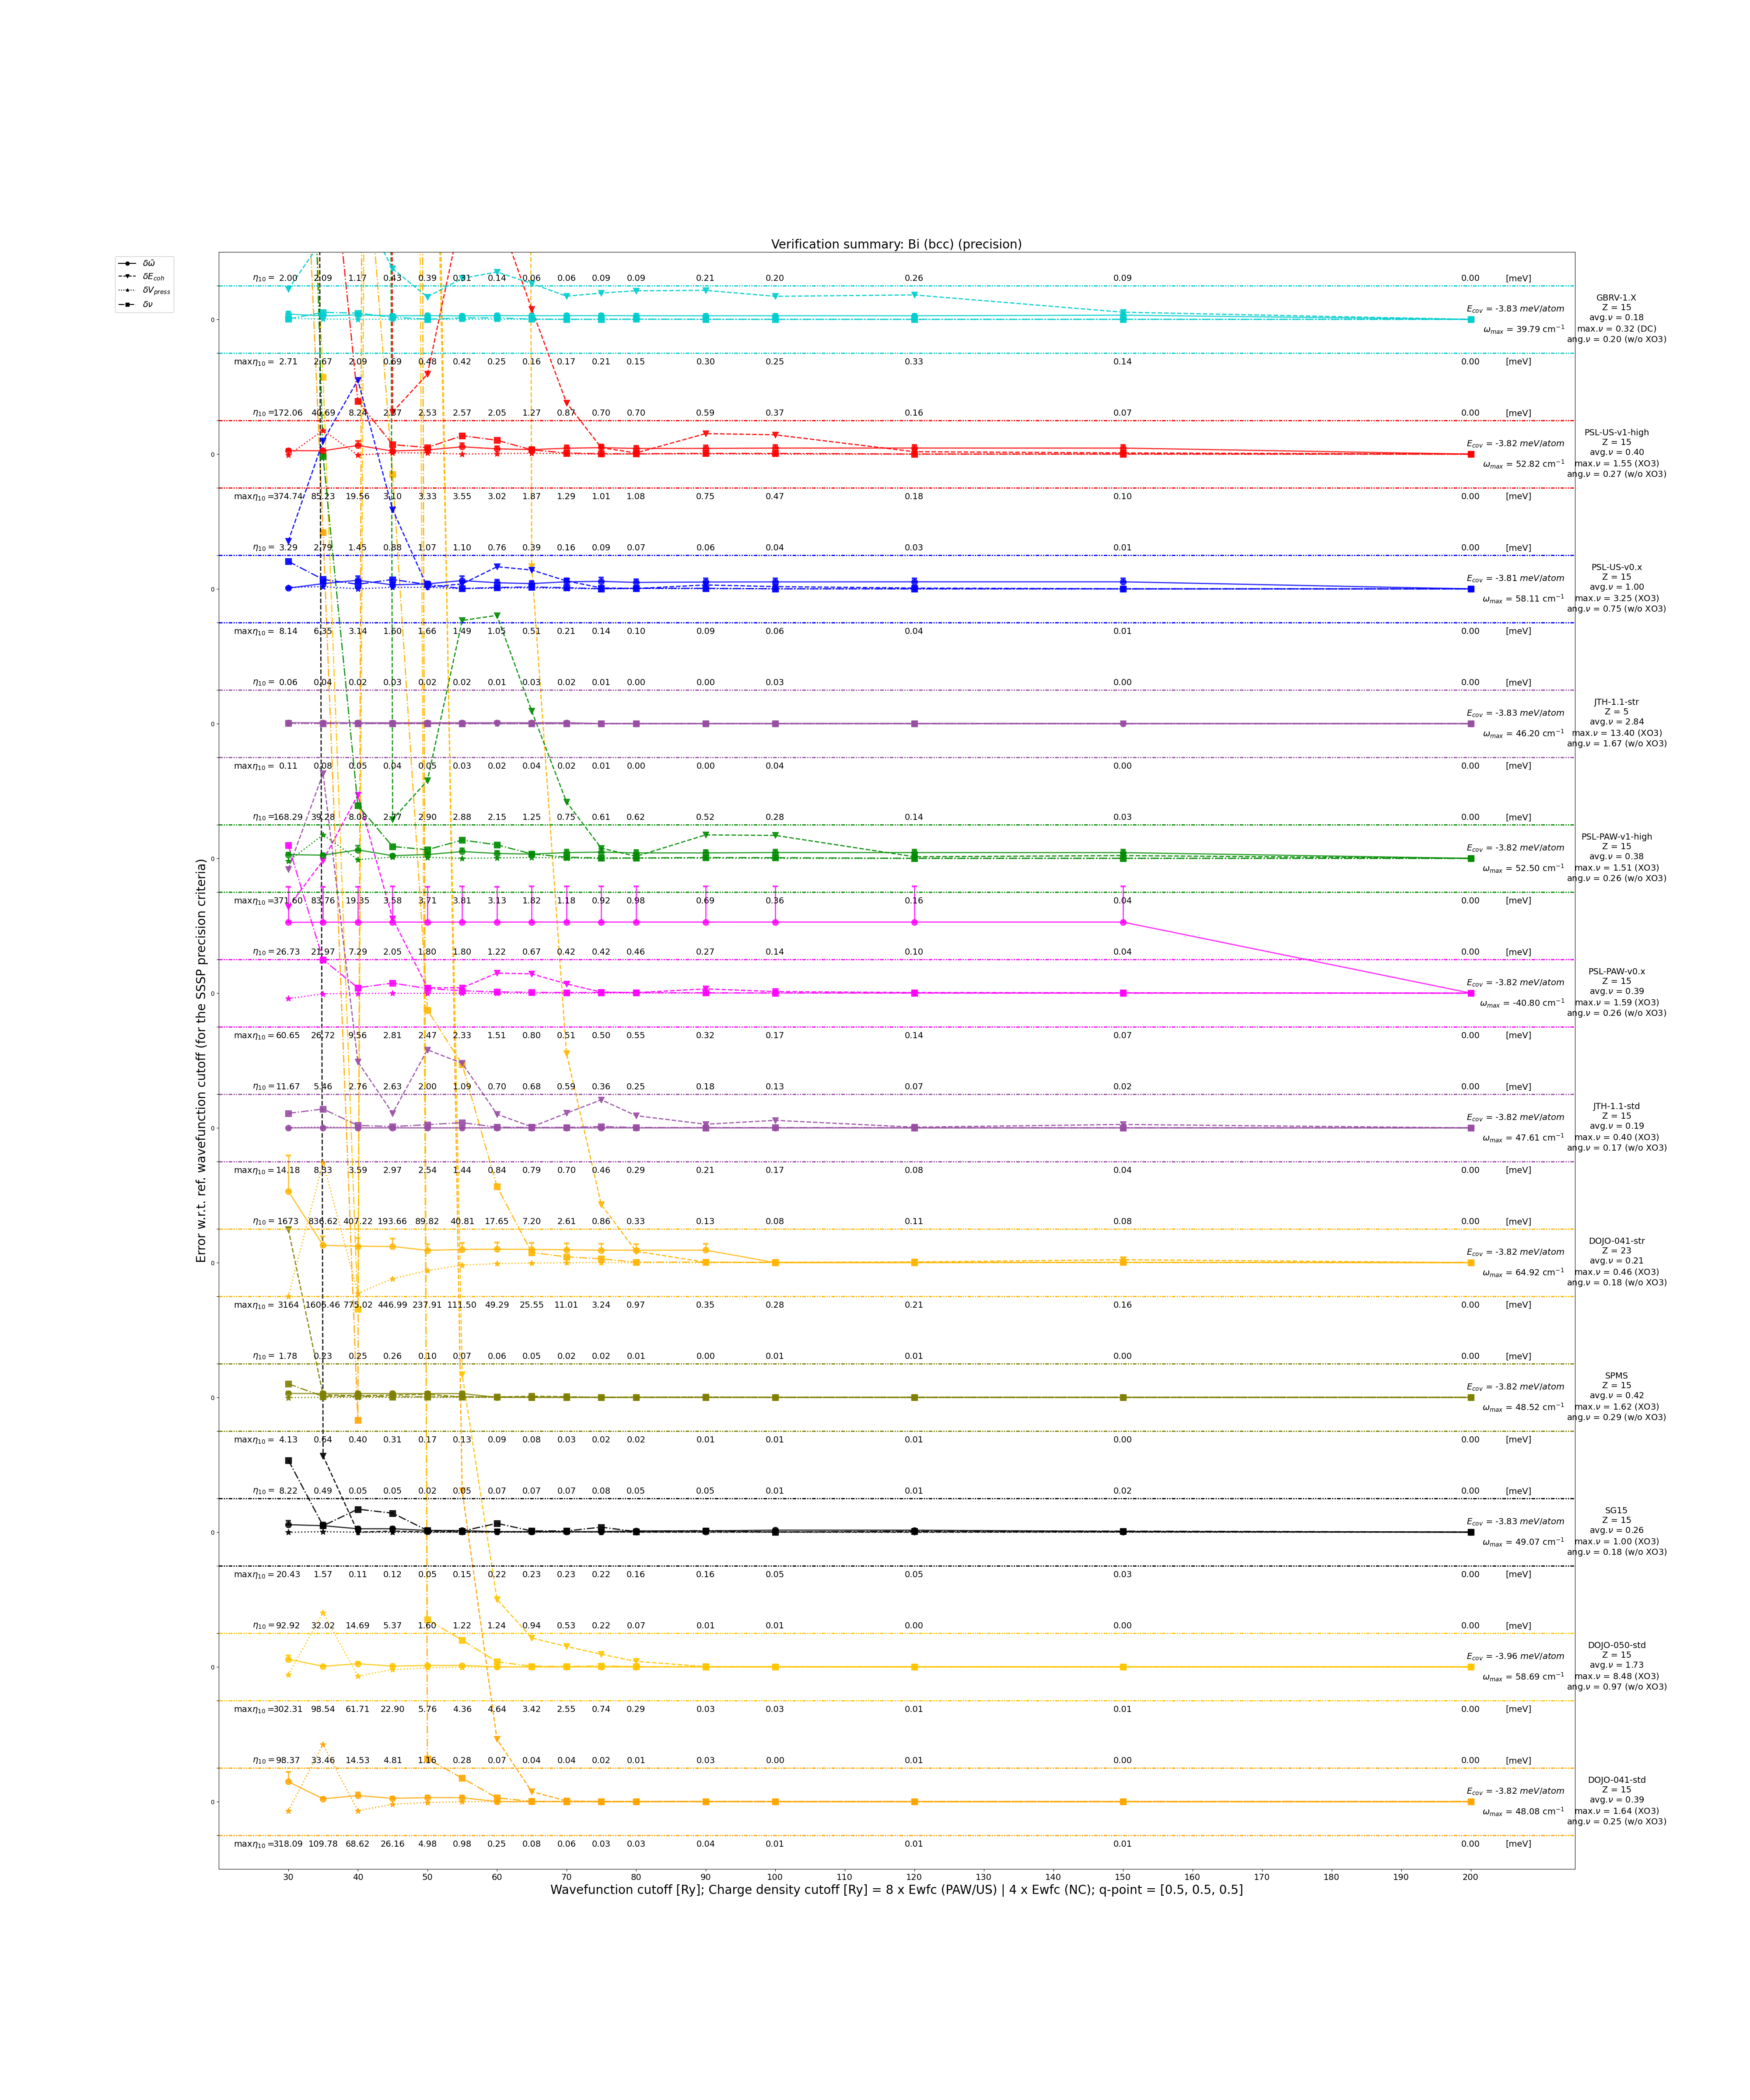 Verification summary: Bi (bcc) (precision)
δω̄
δE_coh
δV_press
δν
Error w.r.t. ref. wavefunction cutoff (for the SSSP precision criteria)
η₁₀ = 2.00 2.09 1.17 0.43 0.39 0.31 0.14 0.06 0.06 0.09 0.09 0.21 0.20 0.26 0.09 0.00 [meV]
0
E_cov = -3.83 meV/atom
ω_max = 39.79 cm⁻¹
GBRV-1.X
Z = 15
avg.ν = 0.18
max.ν = 0.32 (DC)
ang.ν = 0.20 (w/o XO3)
maxη₁₀ = 2.71 2.67 2.09 0.69 0.48 0.42 0.25 0.16 0.17 0.21 0.15 0.30 0.25 0.33 0.14 0.00 [meV]
η₁₀ = 172.06 40.69 8.24 2.87 2.53 2.57 2.05 1.27 0.87 0.70 0.70 0.59 0.37 0.16 0.07 0.00 [meV]
0
E_cov = -3.82 meV/atom
ω_max = 52.82 cm⁻¹
PSL-US-v1-high
Z = 15
avg.ν = 0.40
max.ν = 1.55 (XO3)
ang.ν = 0.27 (w/o XO3)
maxη₁₀ = 374.74 85.23 19.56 3.10 3.33 3.55 3.02 1.87 1.29 1.01 1.08 0.75 0.47 0.18 0.10 0.00 [meV]
η₁₀ = 3.29 2.79 1.45 0.88 1.07 1.10 0.76 0.39 0.16 0.09 0.07 0.06 0.04 0.03 0.01 0.00 [meV]
0
E_cov = -3.81 meV/atom
ω_max = 58.11 cm⁻¹
PSL-US-v0.x
Z = 15
avg.ν = 1.00
max.ν = 3.25 (XO3)
ang.ν = 0.75 (w/o XO3)
maxη₁₀ = 8.14 6.35 3.14 1.60 1.66 1.49 1.05 0.51 0.21 0.14 0.10 0.09 0.06 0.04 0.01 0.00 [meV]
η₁₀ = 0.06 0.04 0.02 0.03 0.02 0.02 0.01 0.03 0.02 0.01 0.00 0.00 0.03 0.00 0.00 [meV]
0
E_cov = -3.83 meV/atom
ω_max = 46.20 cm⁻¹
JTH-1.1-str
Z = 5
avg.ν = 2.84
max.ν = 13.40 (XO3)
ang.ν = 1.67 (w/o XO3)
maxη₁₀ = 0.11 0.08 0.05 0.04 0.05 0.03 0.02 0.04 0.02 0.01 0.00 0.00 0.04 0.00 0.00 [meV]
η₁₀ = 168.29 39.28 8.08 2.77 2.90 2.88 2.15 1.25 0.75 0.61 0.62 0.52 0.28 0.14 0.03 0.00 [meV]
0
E_cov = -3.82 meV/atom
ω_max = 52.50 cm⁻¹
PSL-PAW-v1-high
Z = 15
avg.ν = 0.38
max.ν = 1.51 (XO3)
ang.ν = 0.26 (w/o XO3)
maxη₁₀ = 371.60 83.76 19.35 3.58 3.71 3.81 3.13 1.82 1.18 0.92 0.98 0.69 0.36 0.16 0.04 0.00 [meV]
η₁₀ = 26.73 21.97 7.29 2.05 1.80 1.80 1.22 0.67 0.42 0.42 0.46 0.27 0.14 0.10 0.04 0.00 [meV]
0
E_cov = -3.82 meV/atom
ω_max = -40.80 cm⁻¹
PSL-PAW-v0.x
Z = 15
avg.ν = 0.39
max.ν = 1.59 (XO3)
ang.ν = 0.26 (w/o XO3)
maxη₁₀ = 60.65 26.72 9.56 2.81 2.47 2.33 1.51 0.80 0.51 0.50 0.55 0.32 0.17 0.14 0.07 0.00 [meV]
η₁₀ = 11.67 5.46 2.76 2.63 2.00 1.09 0.70 0.68 0.59 0.36 0.25 0.18 0.13 0.07 0.02 0.00 [meV]
0
E_cov = -3.82 meV/atom
ω_max = 47.61 cm⁻¹
JTH-1.1-std
Z = 15
avg.ν = 0.19
max.ν = 0.40 (XO3)
ang.ν = 0.17 (w/o XO3)
maxη₁₀ = 14.18 8.33 3.59 2.97 2.54 1.44 0.84 0.79 0.70 0.46 0.29 0.21 0.17 0.08 0.04 0.00 [meV]
η₁₀ = 1673 836.62 407.22 193.66 89.82 40.81 17.65 7.20 2.61 0.86 0.33 0.13 0.08 0.11 0.08 0.00 [meV]
0
E_cov = -3.82 meV/atom
ω_max = 64.92 cm⁻¹
DOJO-041-str
Z = 23
avg.ν = 0.21
max.ν = 0.46 (XO3)
ang.ν = 0.18 (w/o XO3)
maxη₁₀ = 3164 1605.46 775.02 446.99 237.91 111.50 49.29 25.55 11.01 3.24 0.97 0.35 0.28 0.21 0.16 0.00 [meV]
η₁₀ = 1.78 0.23 0.25 0.26 0.10 0.07 0.06 0.05 0.02 0.02 0.01 0.00 0.01 0.01 0.00 0.00 [meV]
0
E_cov = -3.82 meV/atom
ω_max = 48.52 cm⁻¹
SPMS
Z = 15
avg.ν = 0.42
max.ν = 1.62 (XO3)
ang.ν = 0.29 (w/o XO3)
maxη₁₀ = 4.13 0.64 0.40 0.31 0.17 0.13 0.09 0.08 0.03 0.02 0.02 0.01 0.01 0.01 0.00 0.00 [meV]
η₁₀ = 8.22 0.49 0.05 0.05 0.02 0.05 0.07 0.07 0.07 0.08 0.05 0.05 0.01 0.01 0.02 0.00 [meV]
0
E_cov = -3.83 meV/atom
ω_max = 49.07 cm⁻¹
SG15
Z = 15
avg.ν = 0.26
max.ν = 1.00 (XO3)
ang.ν = 0.18 (w/o XO3)
maxη₁₀ = 20.43 1.57 0.11 0.12 0.05 0.15 0.22 0.23 0.23 0.22 0.16 0.16 0.05 0.05 0.03 0.00 [meV]
η₁₀ = 92.92 32.02 14.69 5.37 1.60 1.22 1.24 0.94 0.53 0.22 0.07 0.01 0.01 0.00 0.00 0.00 [meV]
0
E_cov = -3.96 meV/atom
ω_max = 58.69 cm⁻¹
DOJO-050-std
Z = 15
avg.ν = 1.73
max.ν = 8.48 (XO3)
ang.ν = 0.97 (w/o XO3)
maxη₁₀ = 302.31 98.54 61.71 22.90 5.76 4.36 4.64 3.42 2.55 0.74 0.29 0.03 0.03 0.01 0.01 0.00 [meV]
η₁₀ = 98.37 33.46 14.53 4.81 1.16 0.28 0.07 0.04 0.04 0.02 0.01 0.03 0.00 0.01 0.00 0.00 [meV]
0
E_cov = -3.82 meV/atom
ω_max = 48.08 cm⁻¹
DOJO-041-std
Z = 15
avg.ν = 0.39
max.ν = 1.64 (XO3)
ang.ν = 0.25 (w/o XO3)
maxη₁₀ = 318.09 109.78 68.62 26.16 4.98 0.98 0.25 0.08 0.06 0.03 0.03 0.04 0.01 0.01 0.01 0.00 [meV]
30 40 50 60 70 80 90 100 110 120 130 140 150 160 170 180 190 200
Wavefunction cutoff [Ry]; Charge density cutoff [Ry] = 8 x Ewfc (PAW/US) | 4 x Ewfc (NC); q-point = [0.5, 0.5, 0.5]